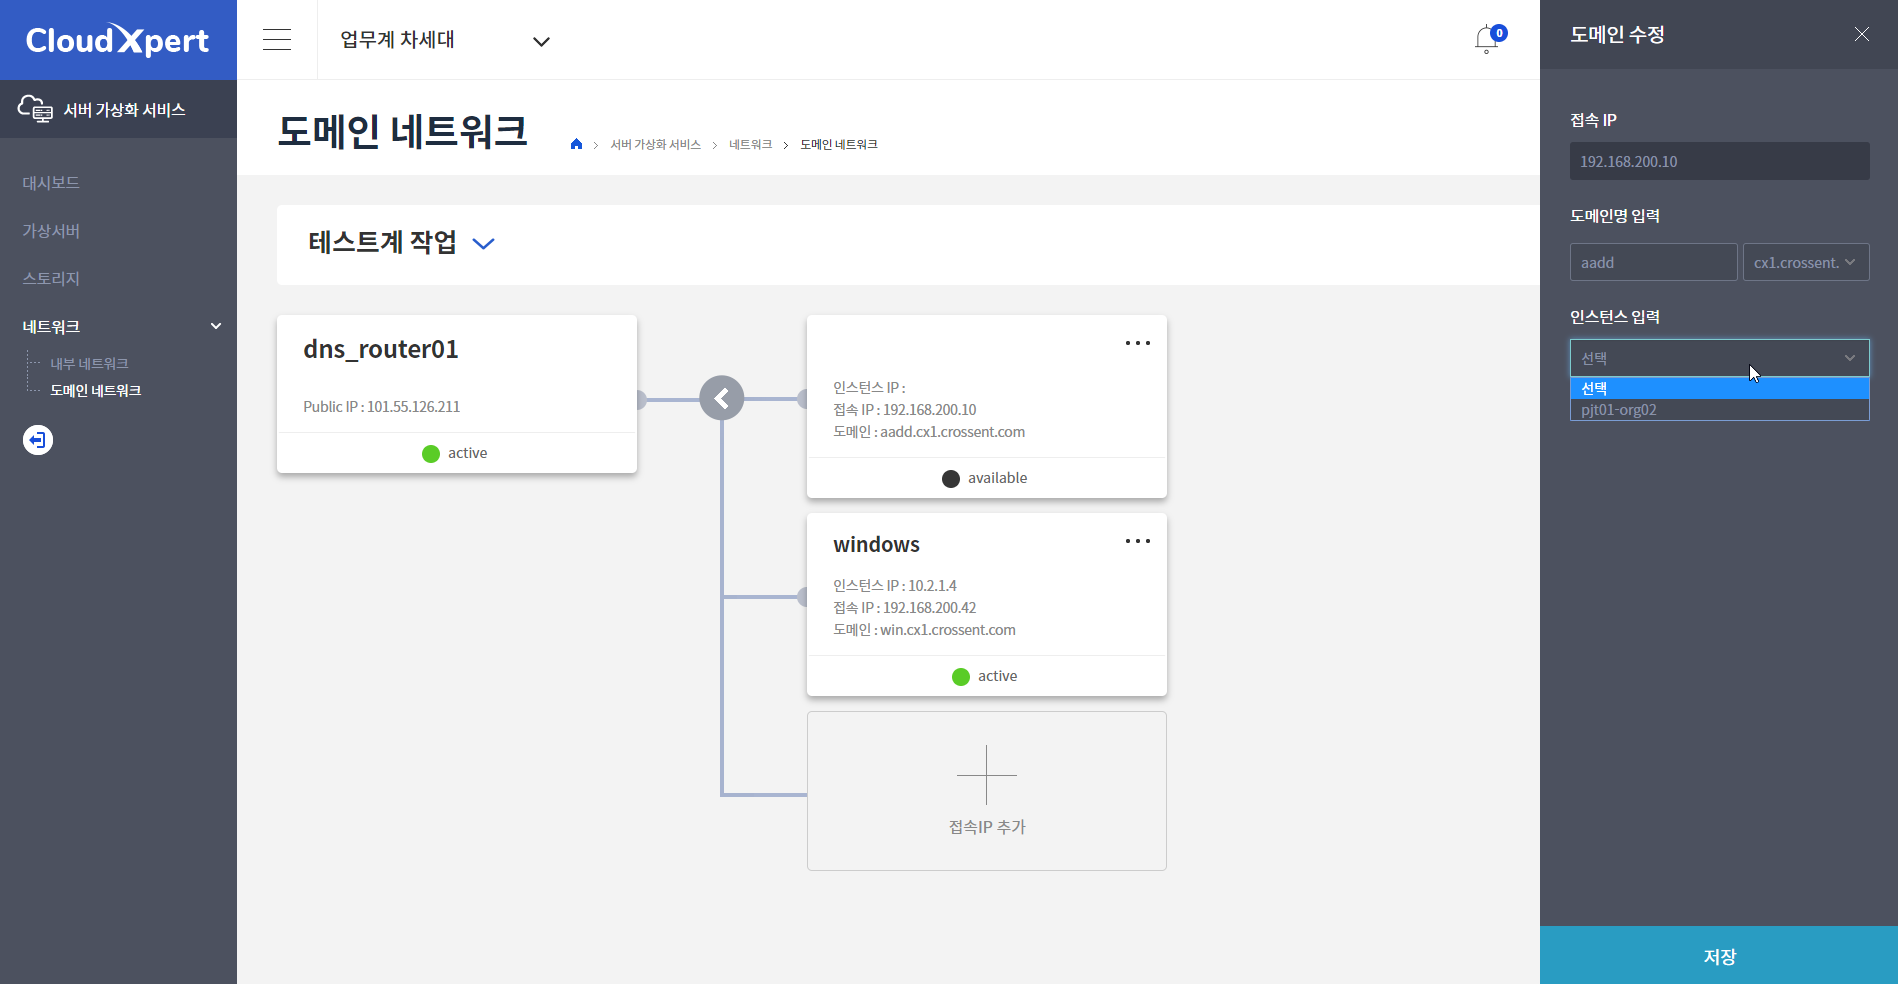 CloudXpert
서버 가상화 서비스
대시보드
가상서버
스토리지
네트워크
내부 네트워크
도메인 네트워크
업무계 차세대
0
도메인 네트워크
서버 가상화 서비스 > 네트워크 > 도메인 네트워크
테스트계 작업
dns_router01
Public IP : 101.55.126.211
active
인스턴스 IP :
접속 IP : 192.168.200.10
도메인 : aadd.cx1.crossent.com
available
windows
인스턴스 IP : 10.2.1.4
접속 IP : 192.168.200.42
도메인 : win.cx1.crossent.com
active
접속IP 추가
도메인 수정
접속 IP
192.168.200.10
도메인명 입력
aadd
cx1.crossent.
인스턴스 입력
선택
선택
pjt01-org02
저장